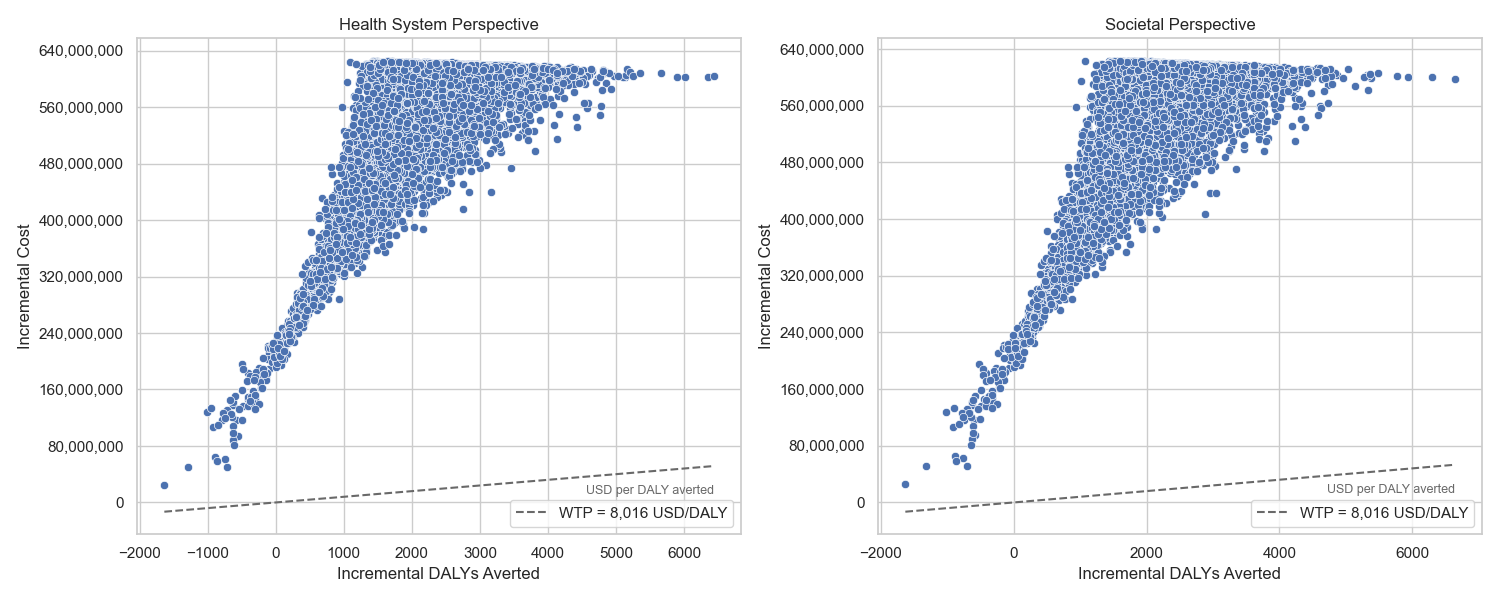 Health System Perspective
640,000,000
560,000,000
480,000,000
400,000,000
320,000,000
240,000,000
160,000,000
80,000,000
0
Incremental Cost
USD per DALY averted
WTP = 8,016 USD/DALY
−2000 −1000 0 1000 2000 3000 4000 5000 6000
Incremental DALYs Averted
Societal Perspective
640,000,000
560,000,000
480,000,000
400,000,000
320,000,000
240,000,000
160,000,000
80,000,000
0
Incremental Cost
USD per DALY averted
WTP = 8,016 USD/DALY
−2000 0 2000 4000 6000
Incremental DALYs Averted